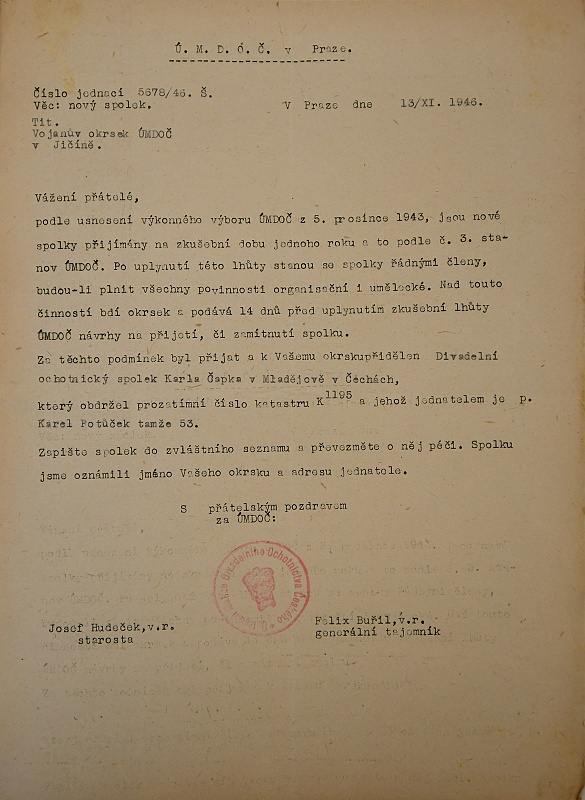 Ú. M. D. Ó. Č. v Praze.
Číslo jednací 5678/46. Š.
Věc: nový spolek.
V Praze dne 13/XI. 1946.
Tit.
Vojanův okrsek ÚMDOČ
v Jičíně.
Vážení přátelé,
podle usnesení výkonného výboru ÚMDOČ z 5. prosince 1943, jsou nové
spolky přijímány na zkušební dobu jednoho roku a to podle č. 3. sta-
nov ÚMDOČ. Po uplynutí této lhůty stanou se spolky řádnými členy,
budou-li plnit všechny povinnosti organisační i umělecké. Nad touto
činností bdí okrsek a podává 14 dnů před uplynutím zkušební lhůty
ÚMDOČ návrhy na přijetí, či zamítnutí spolku.
Za těchto podmínek byl přijat a k Vašemu okrskupřidělen Divadelní
ochotnický spolek Karla Čapka v Mladějově v Čechách,
který obdržel prozatímní číslo katastru K1195 a jehož jednatelem je p.
Karel Potůček tamže 53.
Zapište spolek do zvláštního seznamu a převezměte o něj péči. Spolku
jsme oznámili jméno Vašeho okrsku a adresu jednatele.
S přátelským pozdravem
za ÚMDOČ:
Divadelního Ochotnictva Českého
Josef Hudeček,v.r.
starosta
Felix Buřil,v.r.
generální tajomník